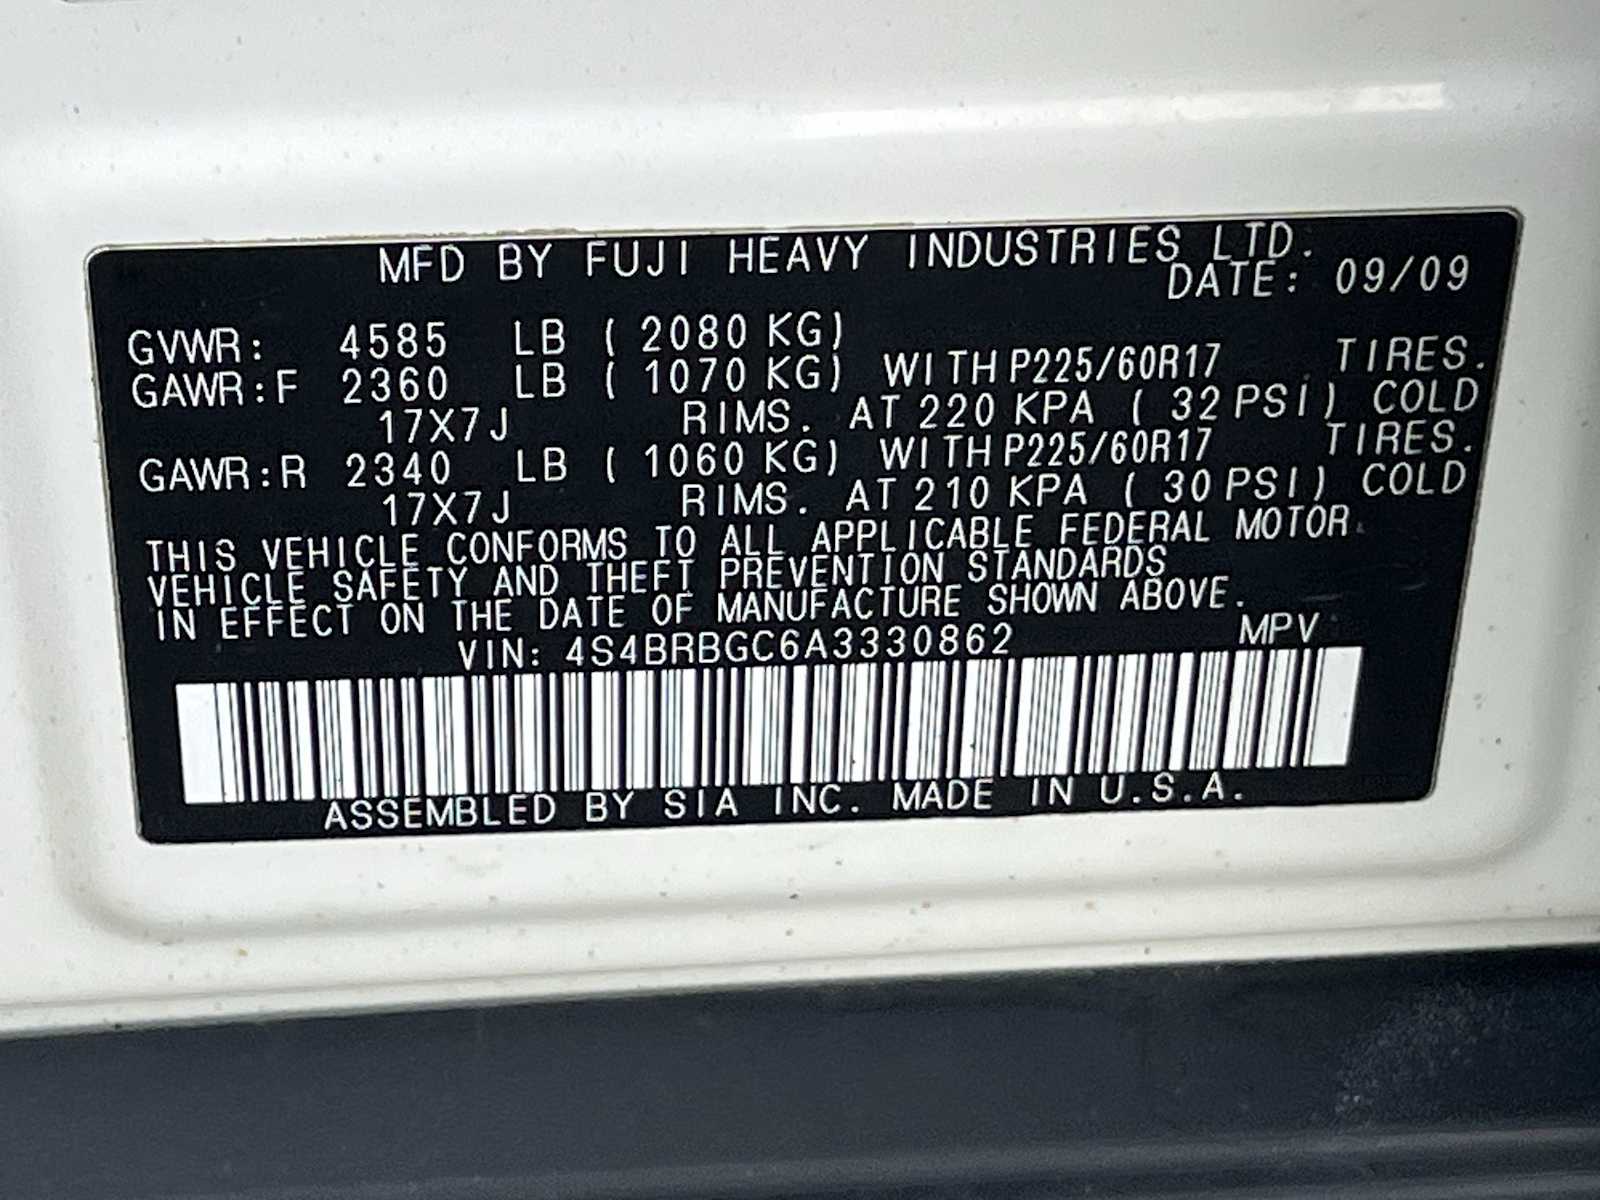 MFD BY FUJI HEAVY INDUSTRIES LTD.
DATE: 09/09
GVWR: 4585 LB ( 2080 KG)
GAWR:F 2360 LB ( 1070 KG) WITH P225/60R17 TIRES.
17X7J RIMS. AT 220 KPA ( 32 PSI) COLD
GAWR:R 2340 LB ( 1060 KG) WITH P225/60R17 TIRES.
17X7J RIMS. AT 210 KPA ( 30 PSI) COLD
THIS VEHICLE CONFORMS TO ALL APPLICABLE FEDERAL MOTOR
VEHICLE SAFETY AND THEFT PREVENTION STANDARDS
IN EFFECT ON THE DATE OF MANUFACTURE SHOWN ABOVE.
VIN: 4S4BRBGC6A3330862 MPV
ASSEMBLED BY SIA INC. MADE IN U.S.A.